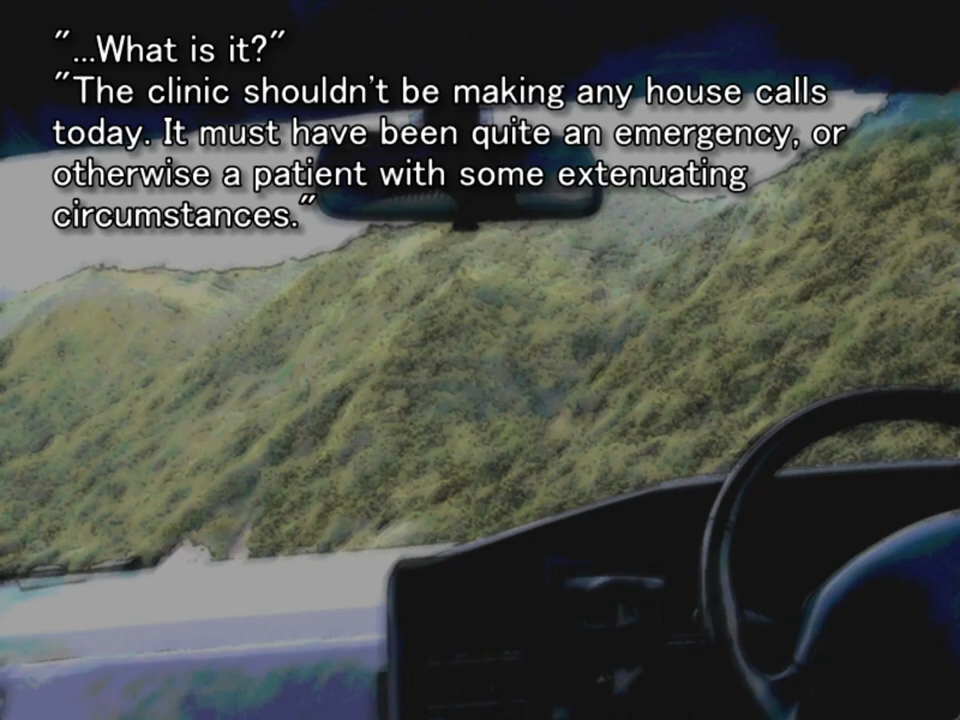 "...What is it?"
"The clinic shouldn't be making any house calls
today. It must have been quite an emergency, or
otherwise a patient with some extenuating
circumstances."